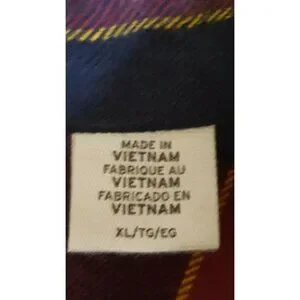 MADE IN
VIETNAM
FABRIQUE AU
VIETNAM
FABRICADO EN
VIETNAM
XL/TG/EG